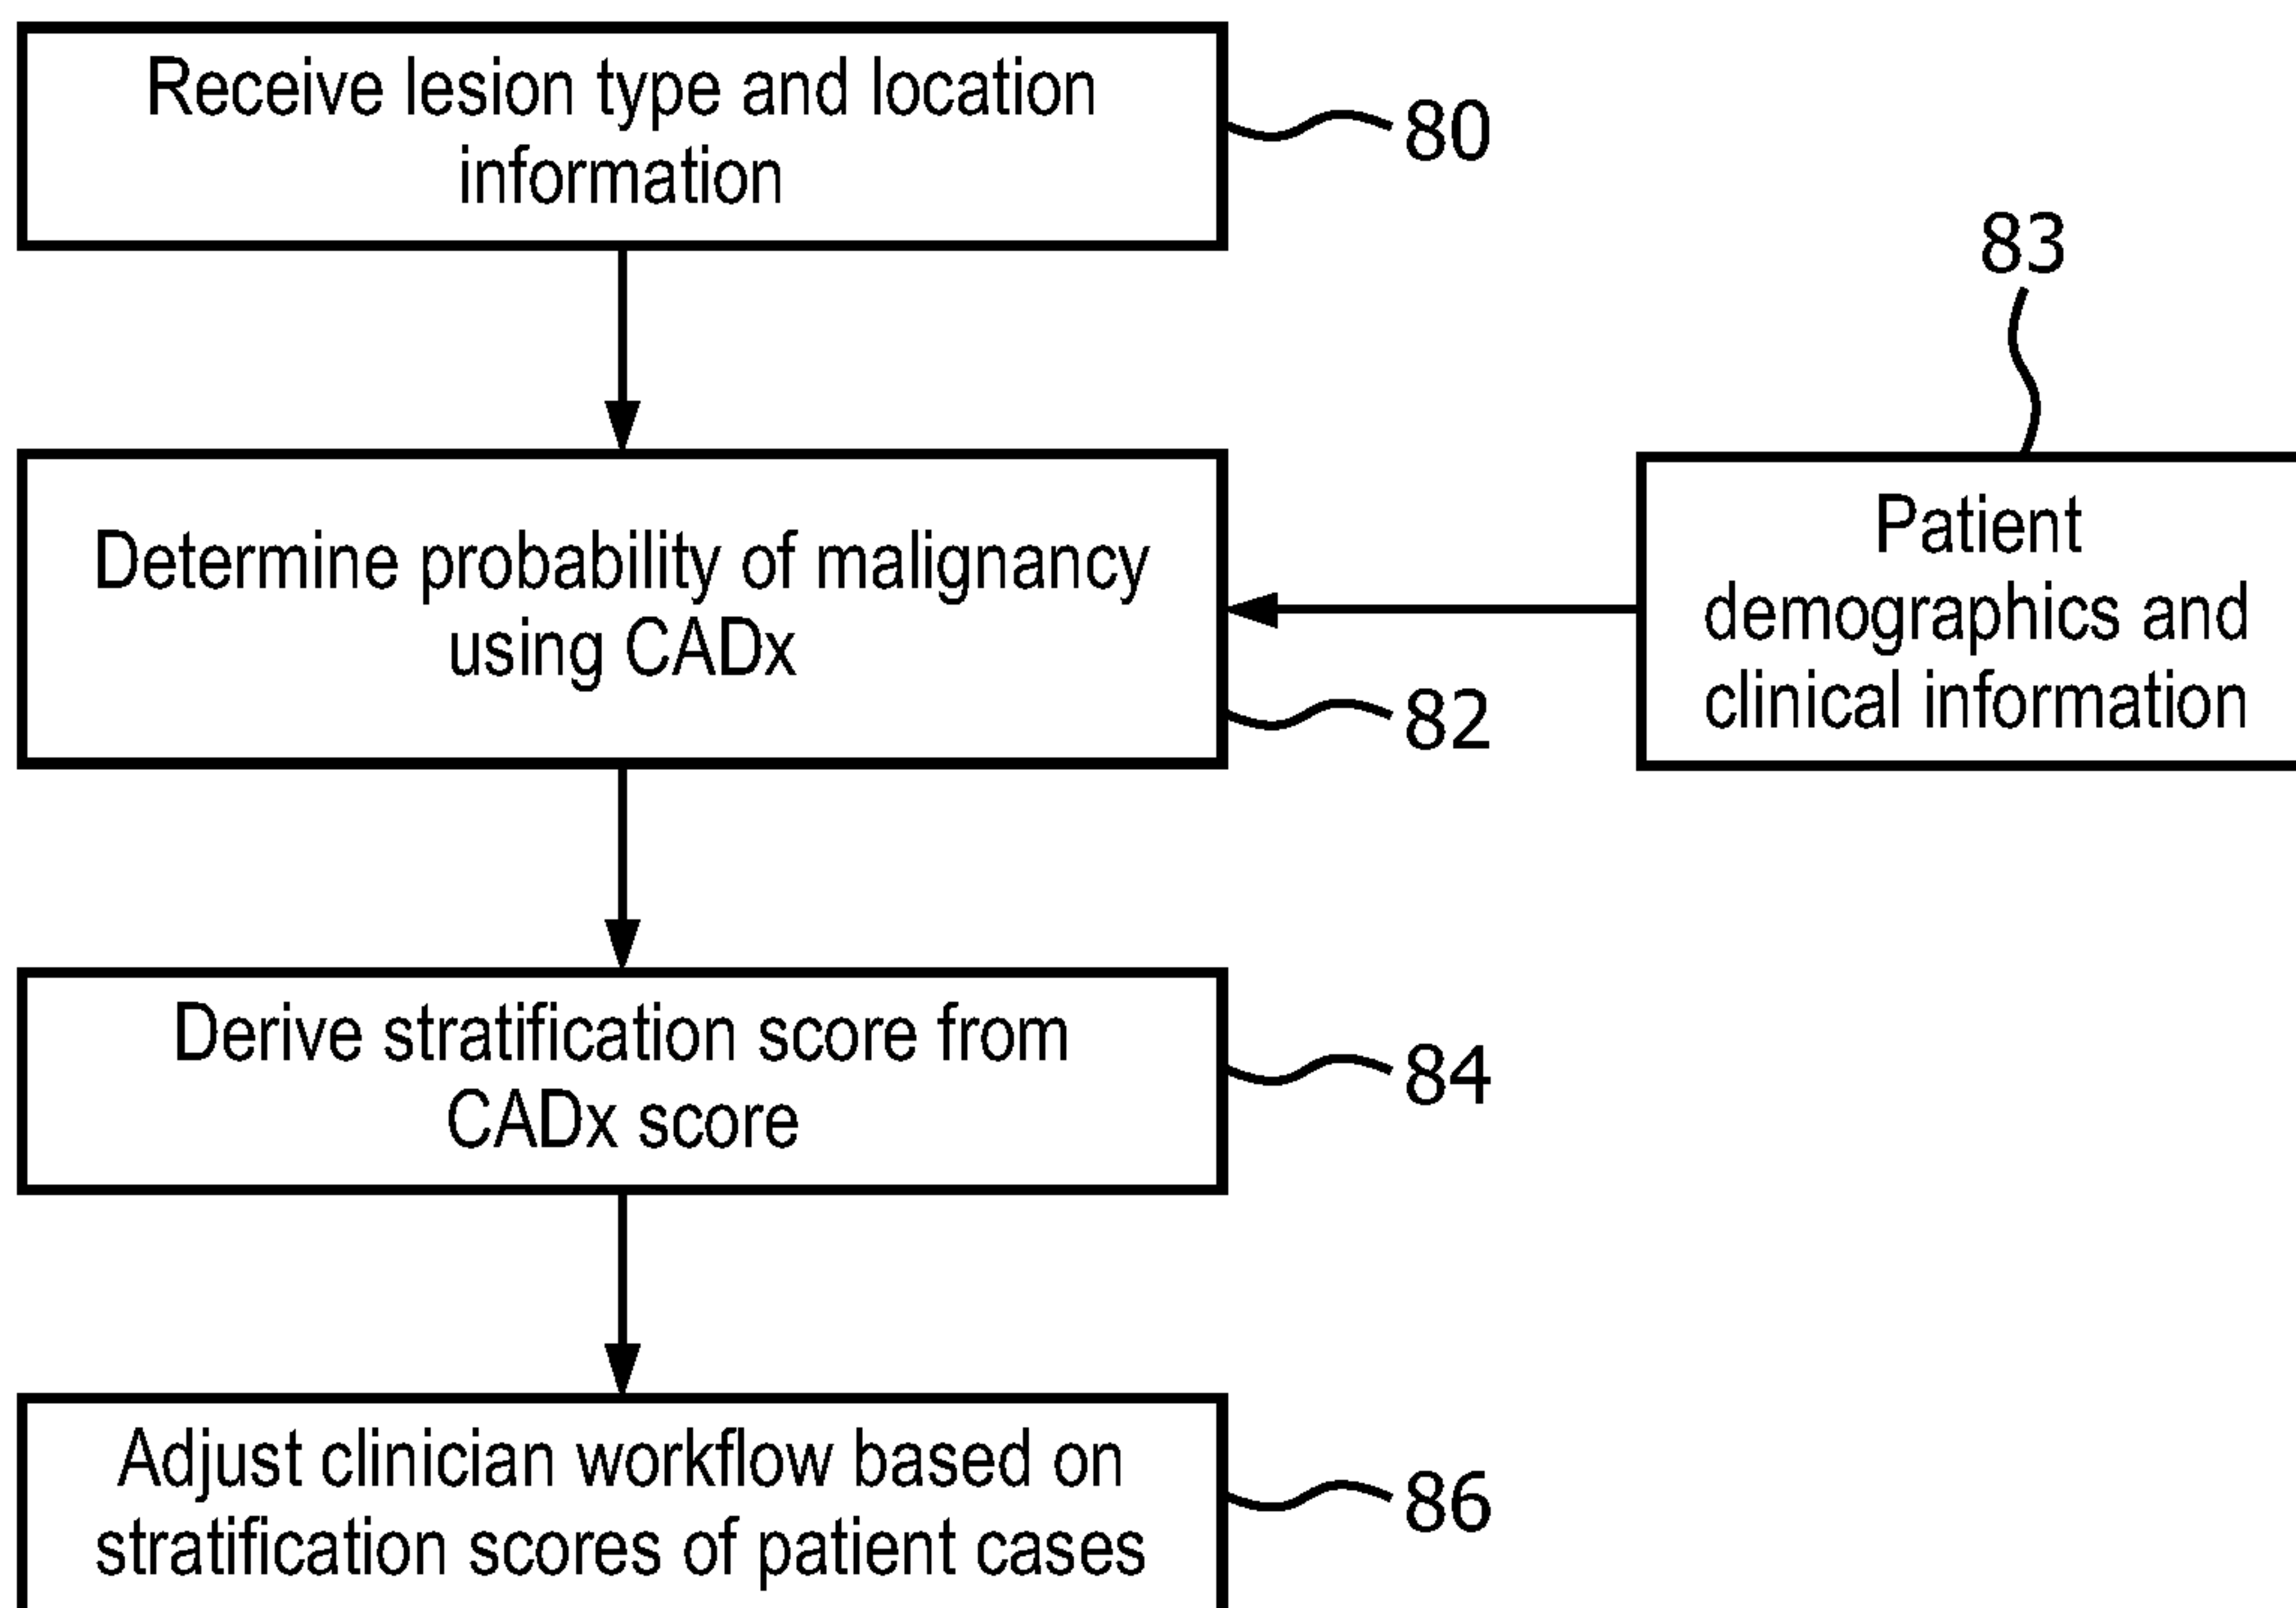 Receive lesion type and location
information
80
83
Determine probability of malignancy
using CADx
82
Patient
demographics and
clinical information
Derive stratification score from
CADx score
84
Adjust clinician workflow based on
stratification scores of patient cases
86